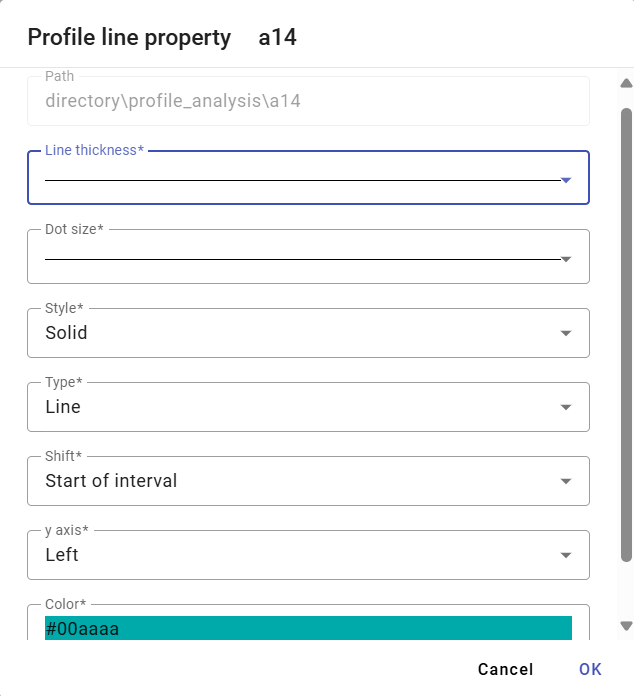 Profile line property a14
Path
directory\profile_analysis\a14
Line thickness*
Dot size*
Style*
Solid
Type*
Line
Shift*
Start of interval
y axis*
Left
Color*
#00aaaa
Cancel OK